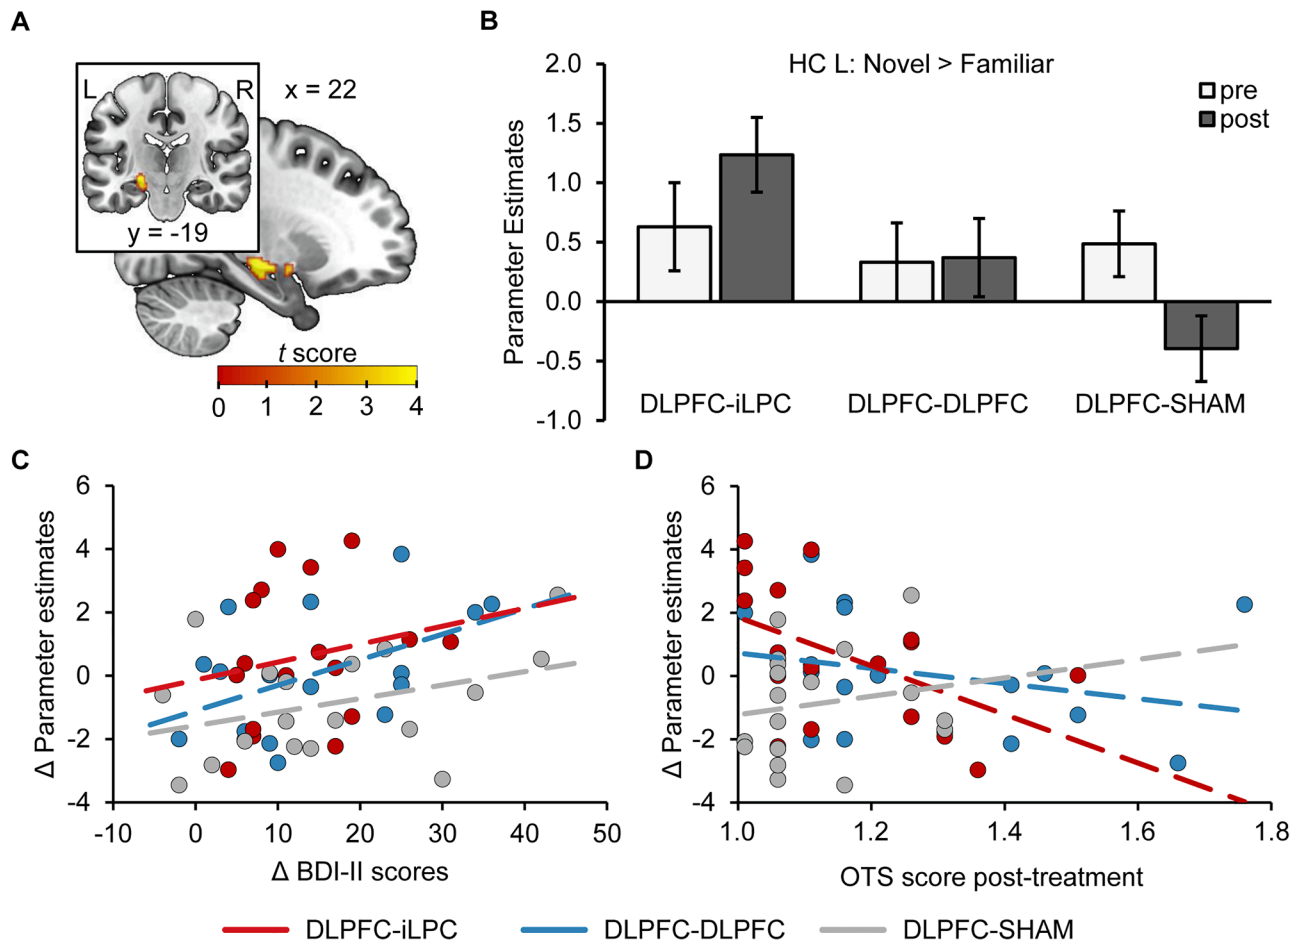 A
L
R
x = 22
y = -19
t score
0 1 2 3 4
B
HC L: Novel > Familiar
pre
post
Parameter Estimates
2.0
1.5
1.0
0.5
0.0
-0.5
-1.0
DLPFC-iLPC DLPFC-DLPFC DLPFC-SHAM
C
Δ Parameter estimates
6
4
2
0
-2
-4
-10 0 10 20 30 40 50
Δ BDI-II scores
D
Δ Parameter estimates
6
4
2
0
-2
-4
1.0 1.2 1.4 1.6 1.8
OTS score post-treatment
DLPFC-iLPC DLPFC-DLPFC DLPFC-SHAM